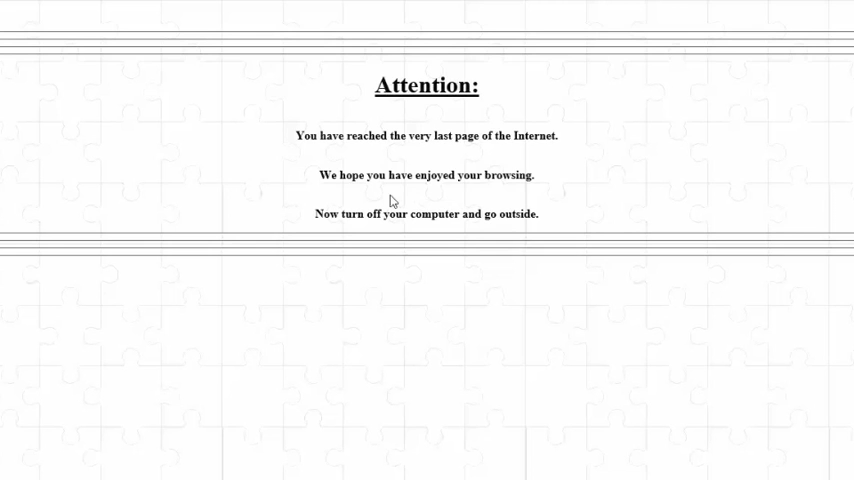 Attention:
You have reached the very last page of the Internet.
We hope you have enjoyed your browsing.
Now turn off your computer and go outside.